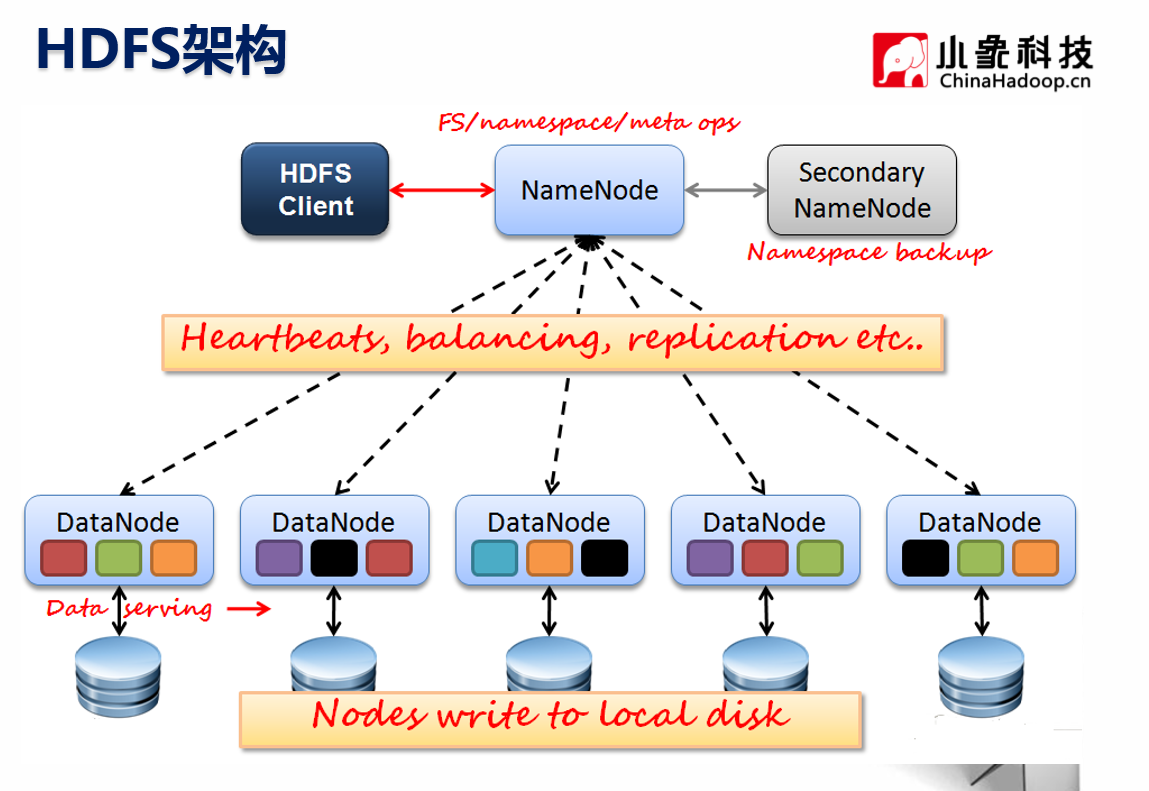 HDFS架构
小象科技
ChinaHadoop.cn
FS/namespace/meta ops
HDFS
Client
NameNode
Secondary
NameNode
Namespace backup
Heartbeats, balancing, replication etc..
DataNode
DataNode
DataNode
DataNode
DataNode
Data serving
Nodes write to local disk